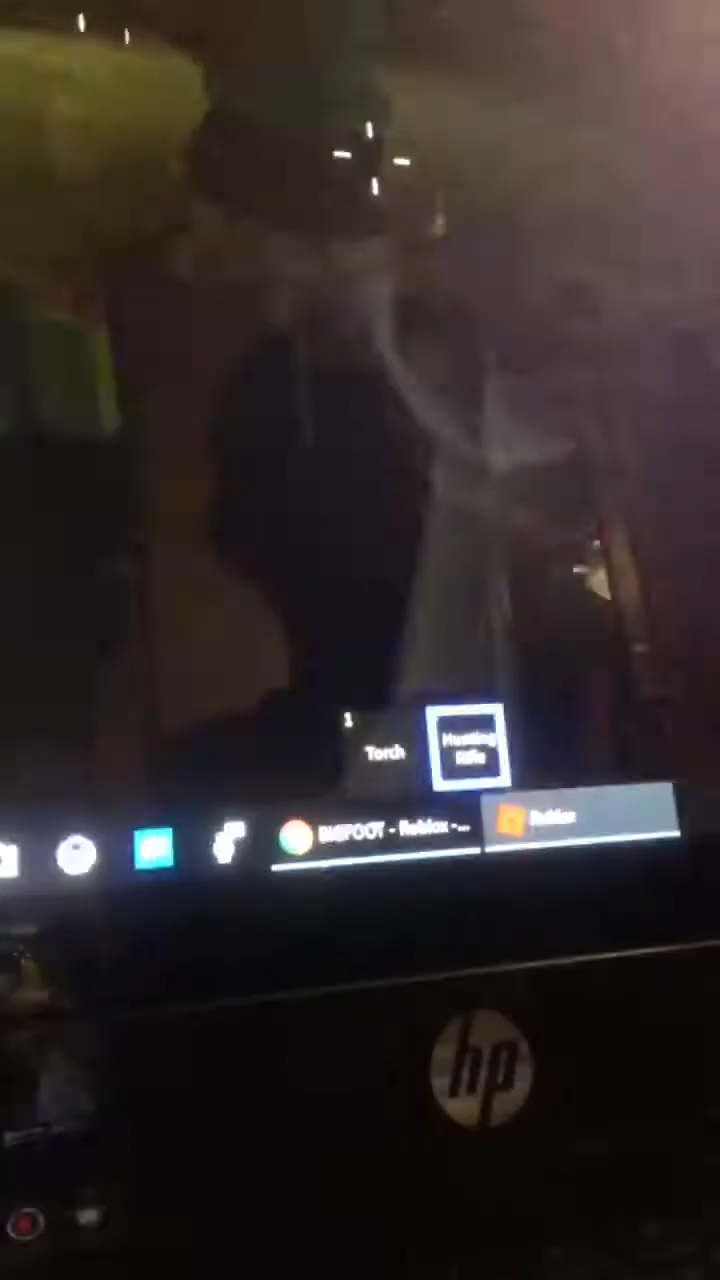 1
Torch
Hunting
Rifle
BIGFOOT - Roblox -...
Roblox
hp